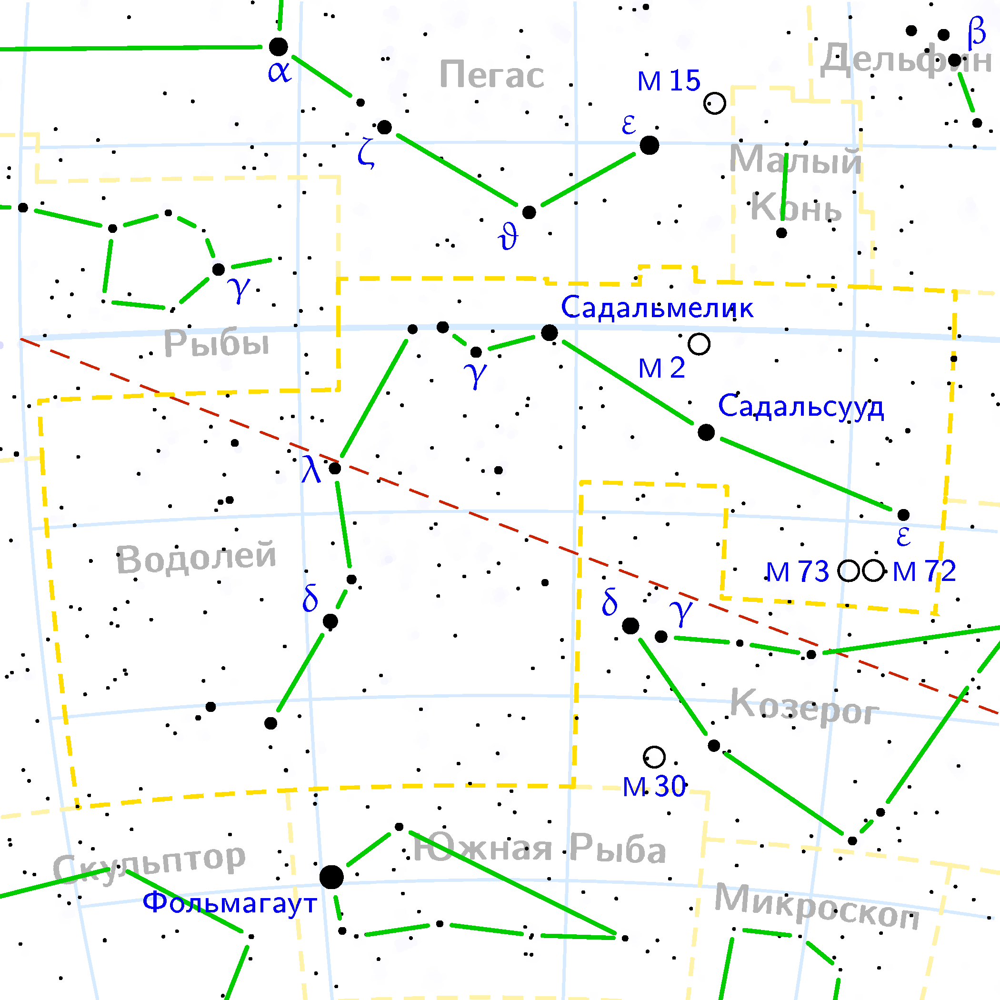 β
Дельфин
α
Пегас
М 15
ε
ζ
Малый
Конь
ϑ
γ
Садальмелик
Рыбы
М 2
γ
Садальсууд
λ
ε
Водолей
М 73
М 72
δ
δ
γ
Козерог
М 30
Южная Рыба
Скульптор
Фольмагаут
Микроскоп